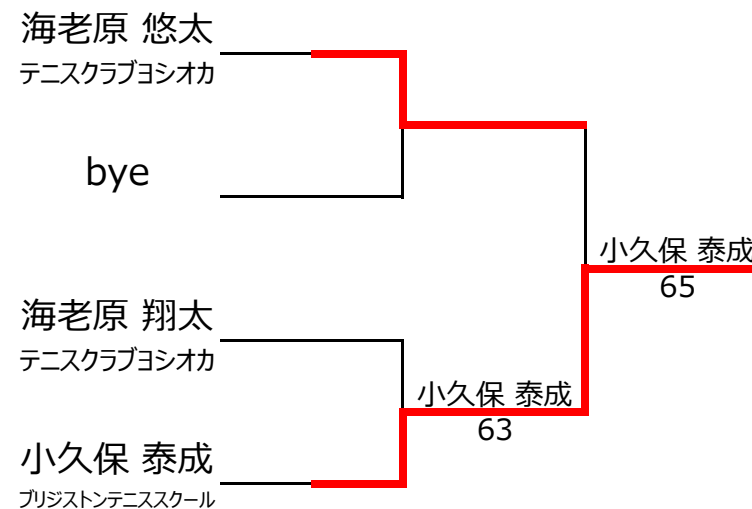 海老原 悠太
テニスクラブヨシオカ
bye
小久保 泰成
65
海老原 翔太
テニスクラブヨシオカ
小久保 泰成
63
小久保 泰成
ブリジストンテニススクール